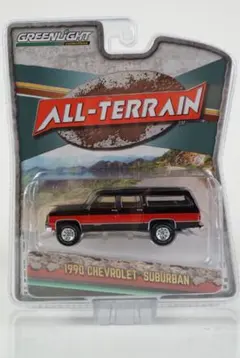 GREENLIGHT
ALL-TERRAIN
1990 CHEVROLET SUBURBAN